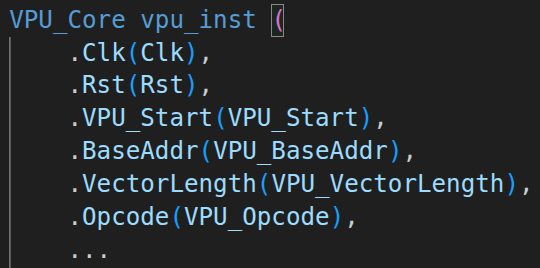 VPU_Core vpu_inst (
.Clk(Clk),
.Rst(Rst),
.VPU_Start(VPU_Start),
.BaseAddr(VPU_BaseAddr),
.VectorLength(VPU_VectorLength),
.Opcode(VPU_Opcode),
...